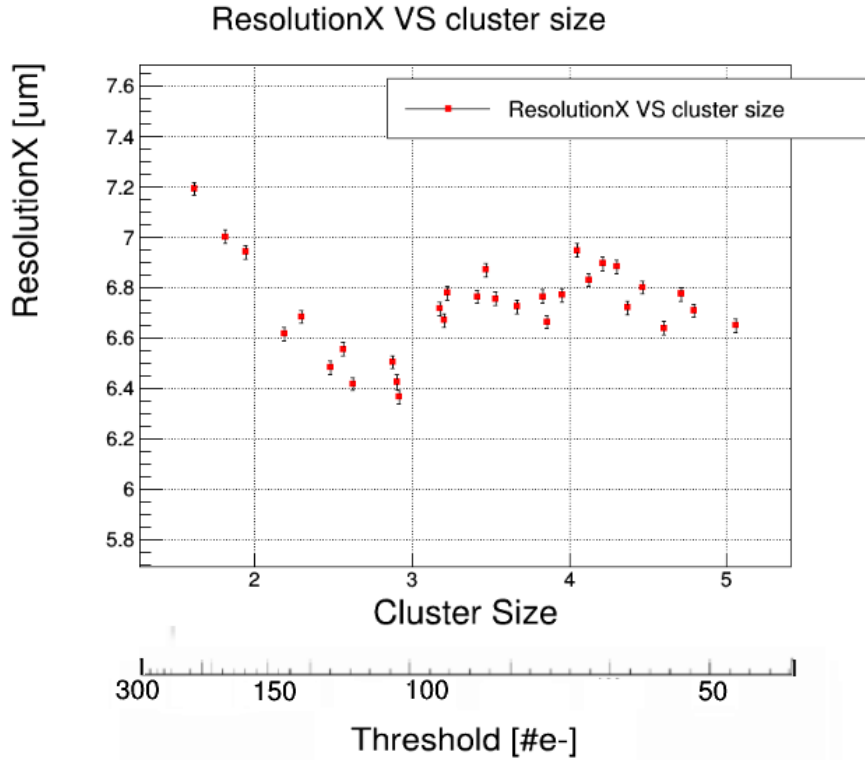 ResolutionX VS cluster size
ResolutionX [um]
ResolutionX VS cluster size
7.6
7.4
7.2
7
6.8
6.6
6.4
6.2
6
5.8
2 3 4 5
Cluster Size
300 150 100 50
Threshold [#e-]